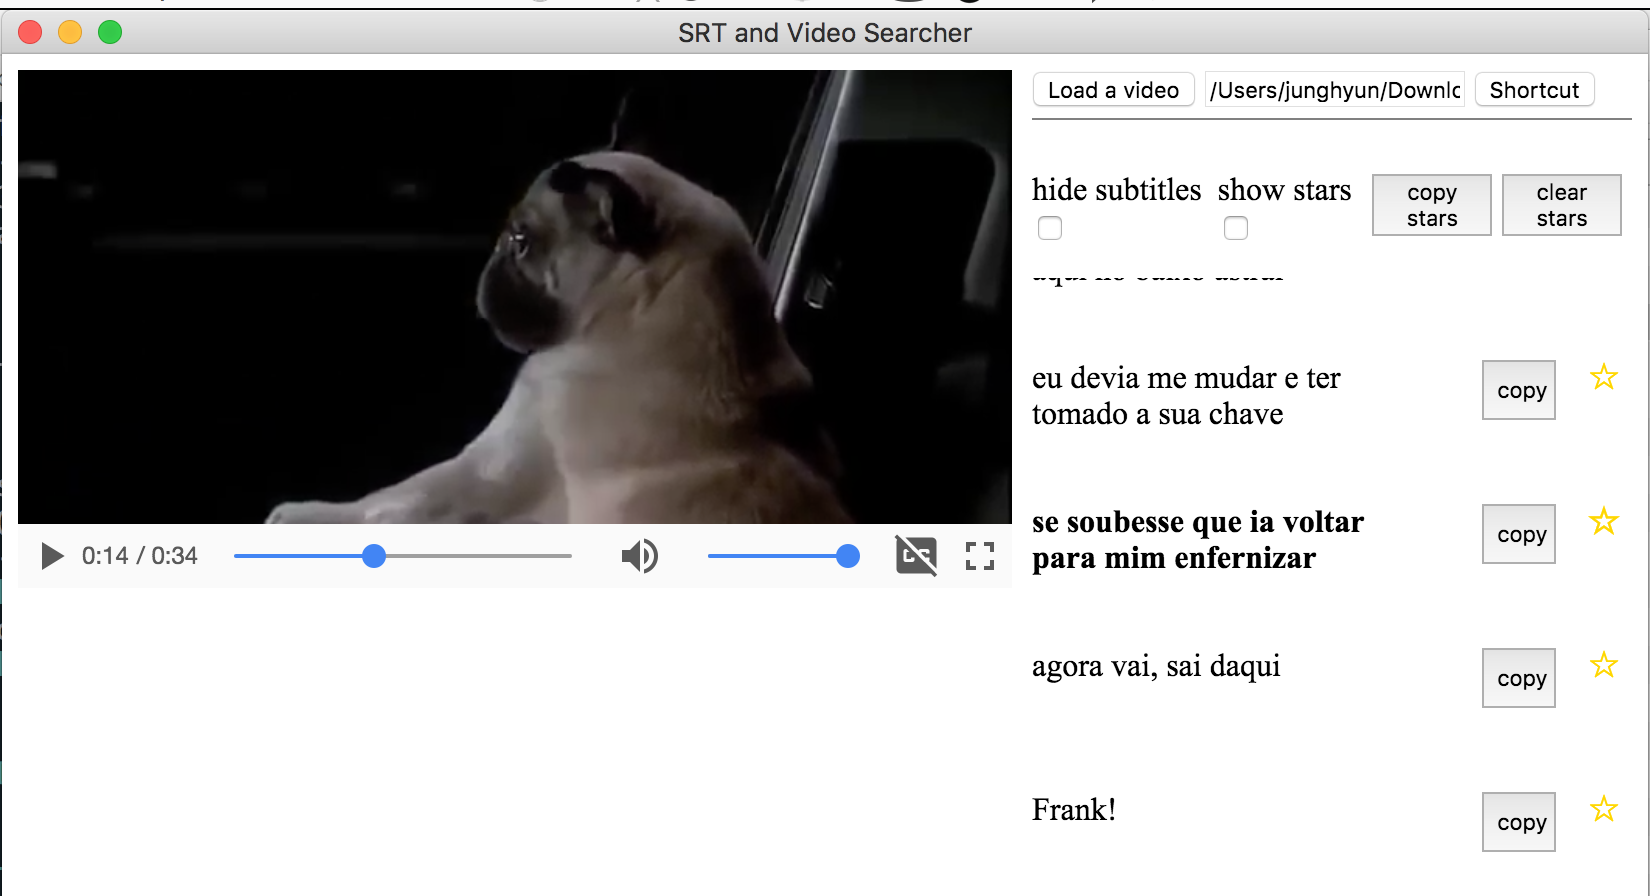 SRT and Video Searcher
Load a video
/Users/junghyun/Downlo
Shortcut
hide subtitles
show stars
copy
stars
clear
stars
eu devia me mudar e ter
tomado a sua chave
copy
se soubesse que ia voltar
para mim enfernizar
copy
agora vai, sai daqui
copy
Frank!
copy
0:14 / 0:34
CC